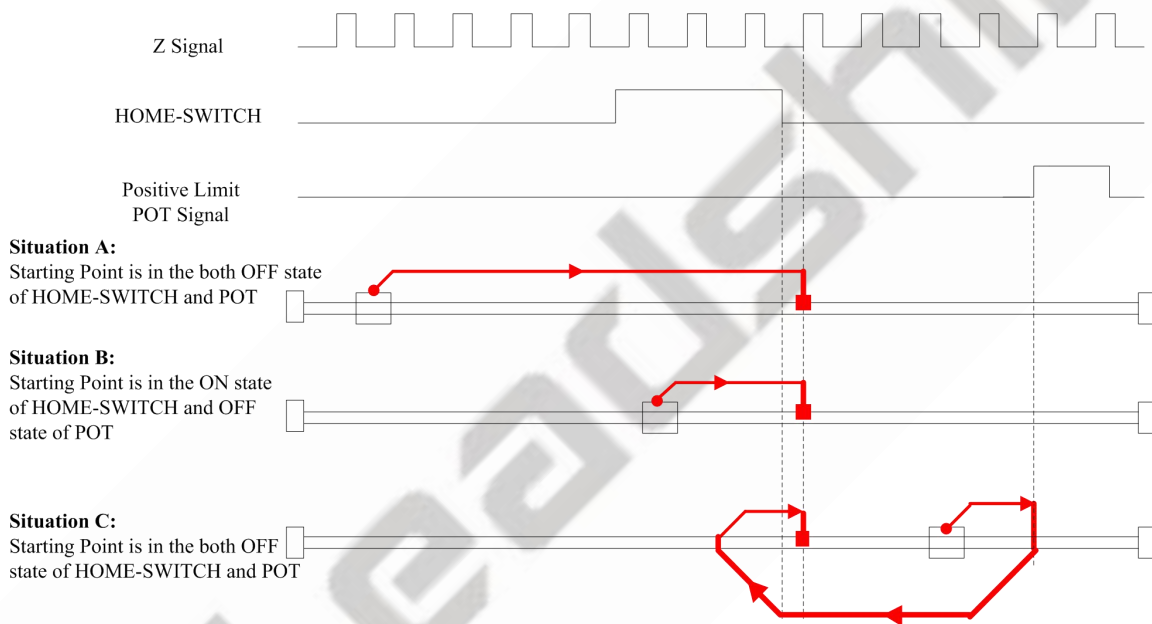 Z Signal
HOME-SWITCH
Positive Limit
POT Signal
Situation A:
Starting Point is in the both OFF state
of HOME-SWITCH and POT
Situation B:
Starting Point is in the ON state
of HOME-SWITCH and OFF
state of POT
Situation C:
Starting Point is in the both OFF
state of HOME-SWITCH and POT
eadshi